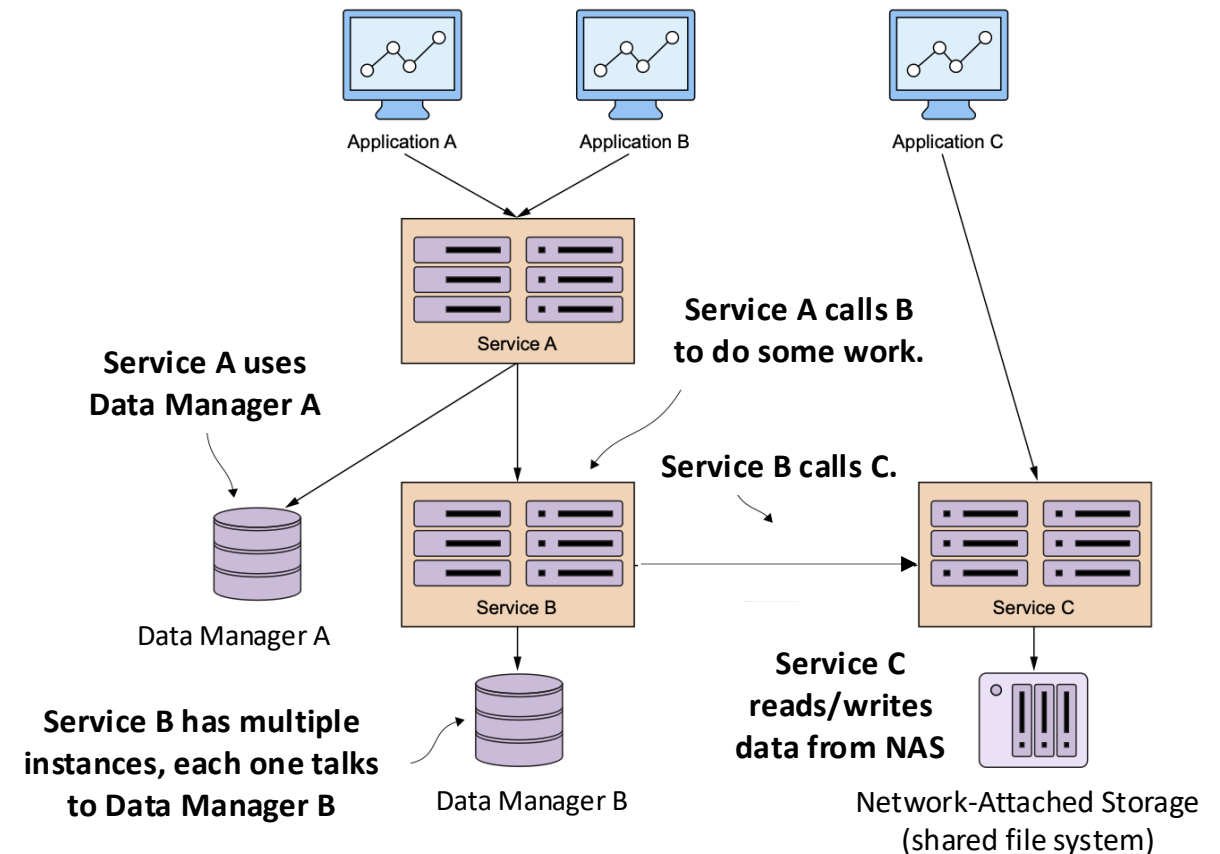 Application A
Application B
Application C
Service A
Service A calls B
to do some work.
Service A uses
Data Manager A
Service B calls C.
Service B
Service C
Data Manager A
Service C
reads/writes
data from NAS
Service B has multiple
instances, each one talks
to Data Manager B
Data Manager B
Network-Attached Storage
(shared file system)